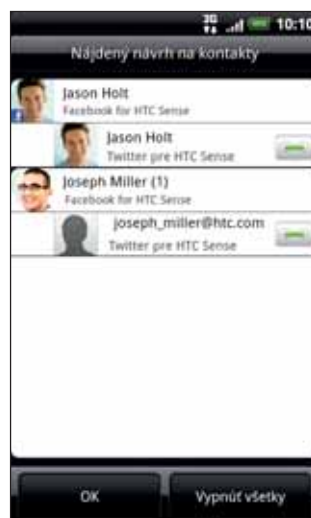 3G 10:10
Nájdený návrh na kontakty
Jason Holt
Facebook for HTC Sense
Jason Holt
Twitter pre HTC Sense
Joseph Miller (1)
Facebook for HTC Sense
joseph_miller@htc.com
Twitter pre HTC Sense
OK Vypnúť všetky